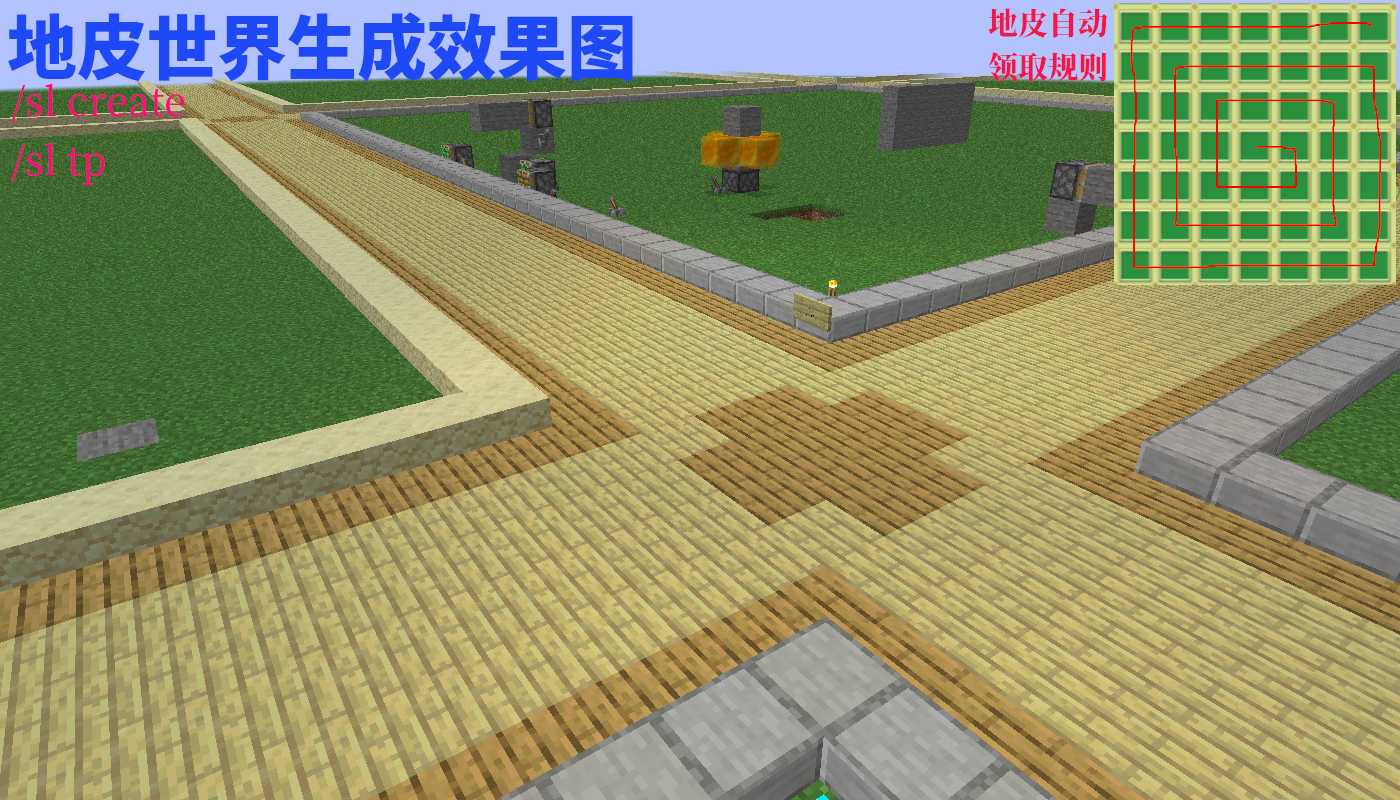 地皮世界生成效果图
/sl create
/sl tp
地皮自动
领取规则